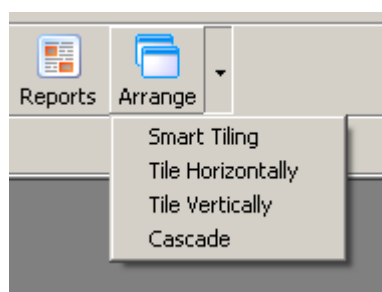 Reports Arrange
Smart Tiling
Tile Horizontally
Tile Vertically
Cascade